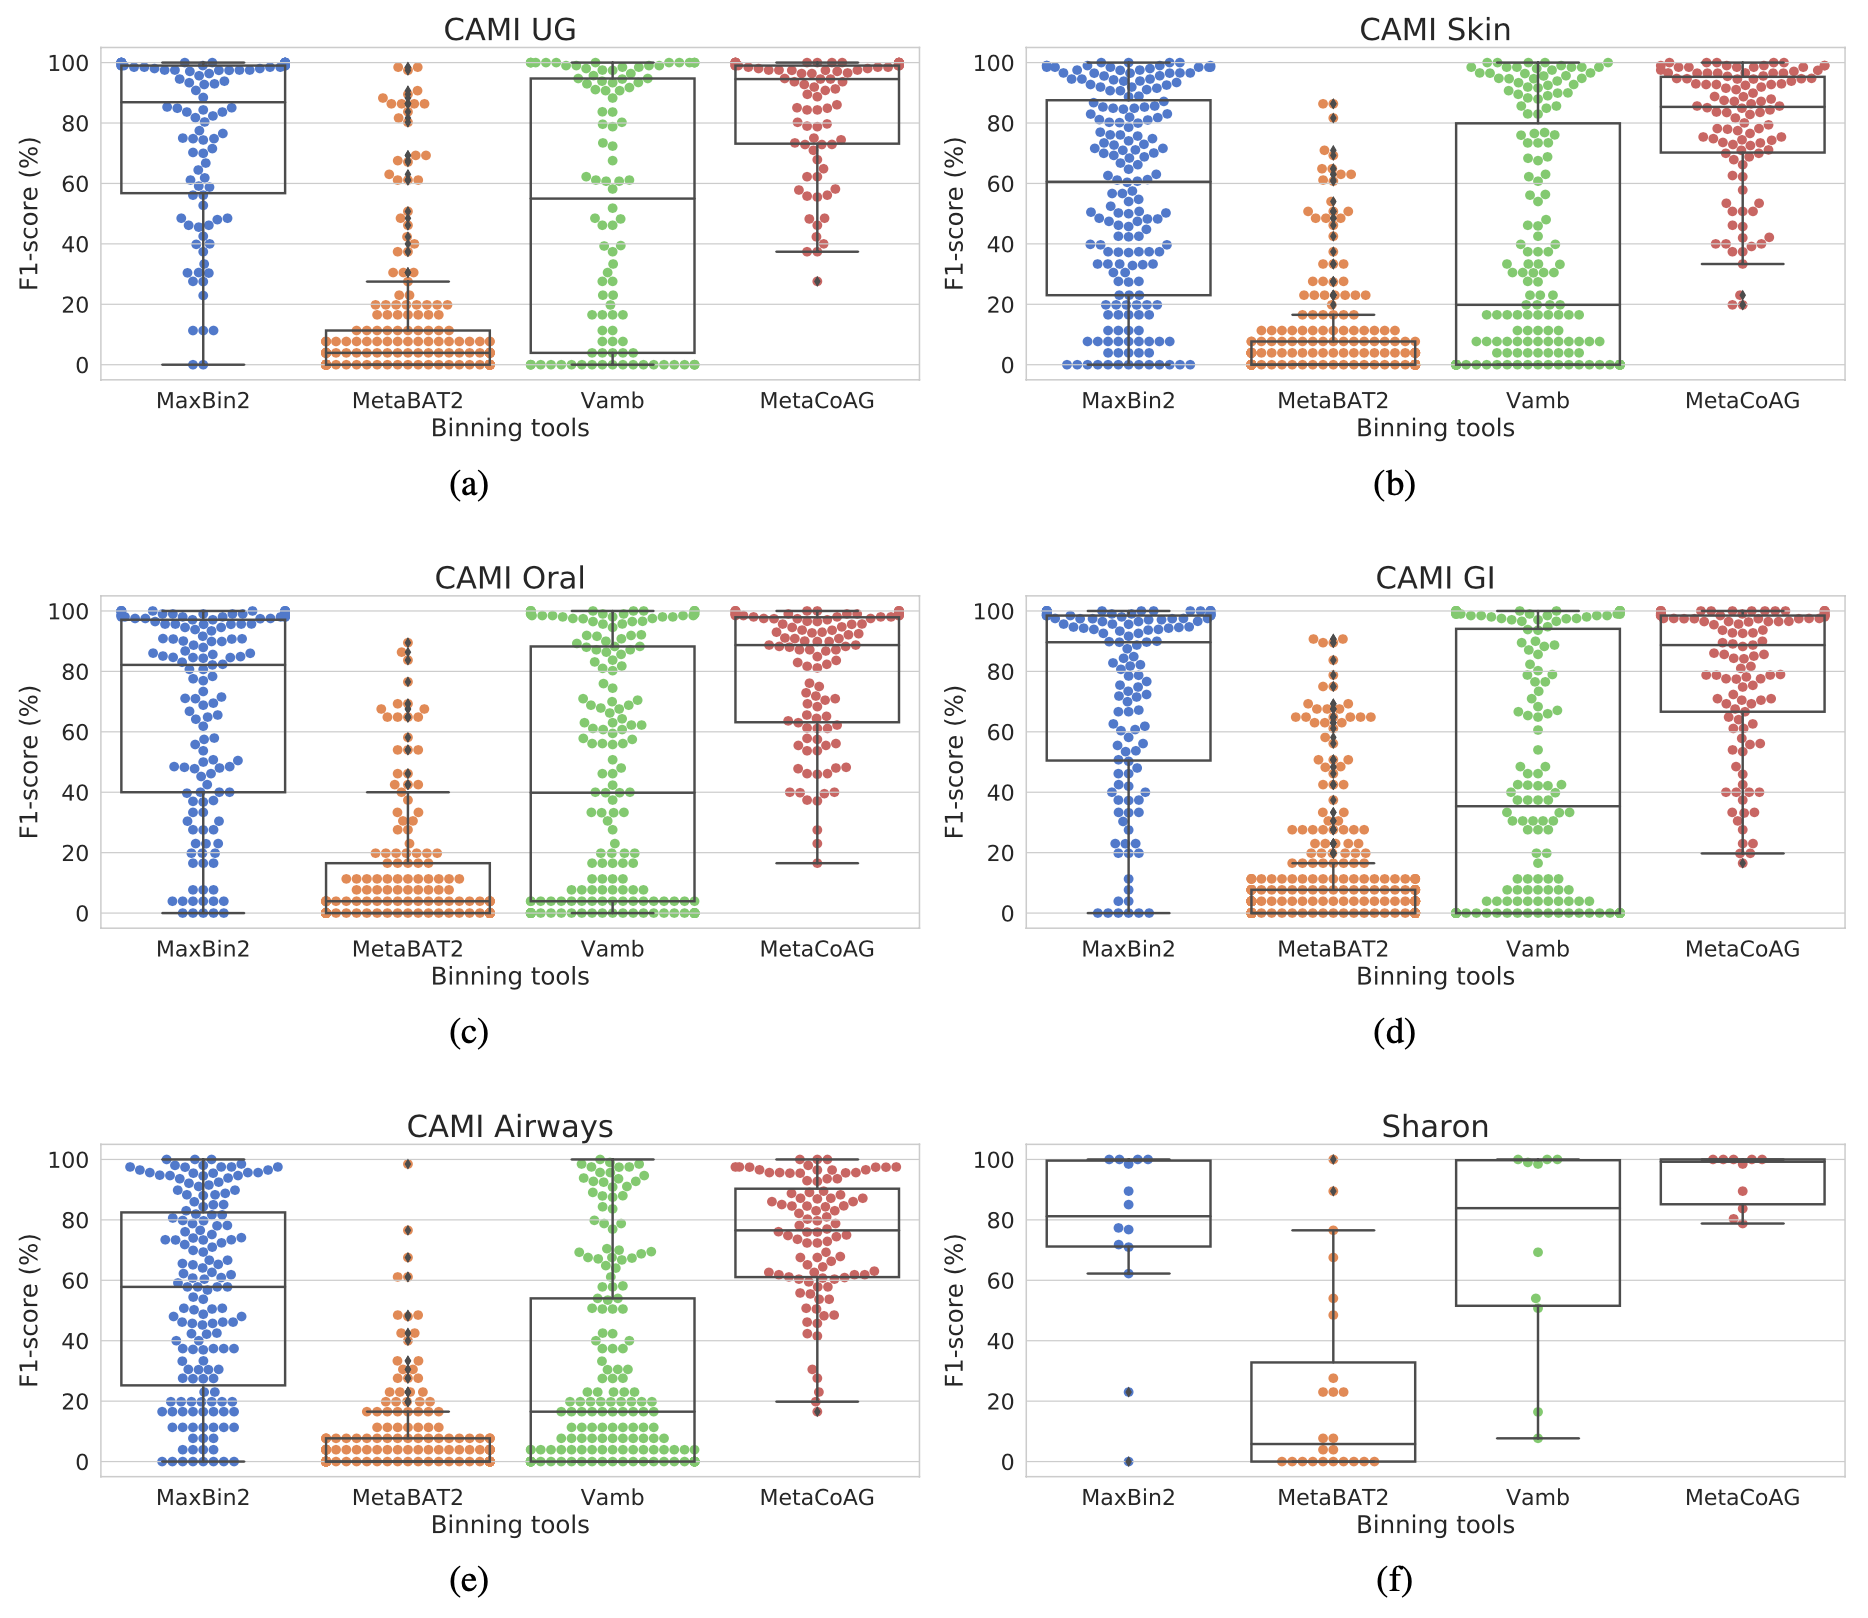 CAMI UG
100
80
60
40
20
0
F1-score (%)
MaxBin2 MetaBAT2 Vamb MetaCoAG
Binning tools
(a)
CAMI Skin
100
80
60
40
20
0
F1-score (%)
MaxBin2 MetaBAT2 Vamb MetaCoAG
Binning tools
(b)
CAMI Oral
100
80
60
40
20
0
F1-score (%)
MaxBin2 MetaBAT2 Vamb MetaCoAG
Binning tools
(c)
CAMI GI
100
80
60
40
20
0
F1-score (%)
MaxBin2 MetaBAT2 Vamb MetaCoAG
Binning tools
(d)
CAMI Airways
100
80
60
40
20
0
F1-score (%)
MaxBin2 MetaBAT2 Vamb MetaCoAG
Binning tools
(e)
Sharon
100
80
60
40
20
0
F1-score (%)
MaxBin2 MetaBAT2 Vamb MetaCoAG
Binning tools
(f)